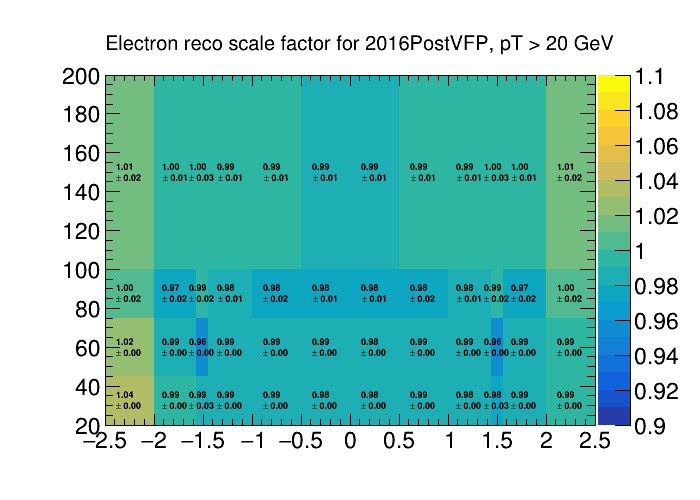 Electron reco scale factor for 2016PostVFP, pT > 20 GeV
200
180
160
140
120
100
80
60
40
20
1.01 1.00 1.00 0.99 0.99 0.99 0.99 0.99 0.99 1.00 1.00 1.01
±0.02 ±0.01 ±0.03 ±0.01 ±0.01 ±0.01 ±0.01 ±0.01 ±0.01 ±0.03 ±0.01 ±0.02
1.00 0.97 0.99 0.98 0.98 0.98 0.98 0.98 0.98 0.99 0.97 1.00
±0.02 ±0.02 ±0.02 ±0.01 ±0.02 ±0.01 ±0.01 ±0.02 ±0.01 ±0.02 ±0.02 ±0.02
1.02 0.99 0.96 0.99 0.99 0.98 0.98 0.99 0.99 0.96 0.99 0.99
±0.00 ±0.00 ±0.00 ±0.00 ±0.00 ±0.00 ±0.00 ±0.00 ±0.00 ±0.00 ±0.00 ±0.00
1.04 0.99 0.99 0.99 0.99 0.98 0.98 0.98 0.98 0.98 0.99 0.99
±0.00 ±0.00 ±0.03 ±0.00 ±0.00 ±0.00 ±0.00 ±0.00 ±0.00 ±0.03 ±0.00 ±0.00
−2.5 −2 −1.5 −1 −0.5 0 0.5 1 1.5 2 2.5
1.1
1.08
1.06
1.04
1.02
1
0.98
0.96
0.94
0.92
0.9